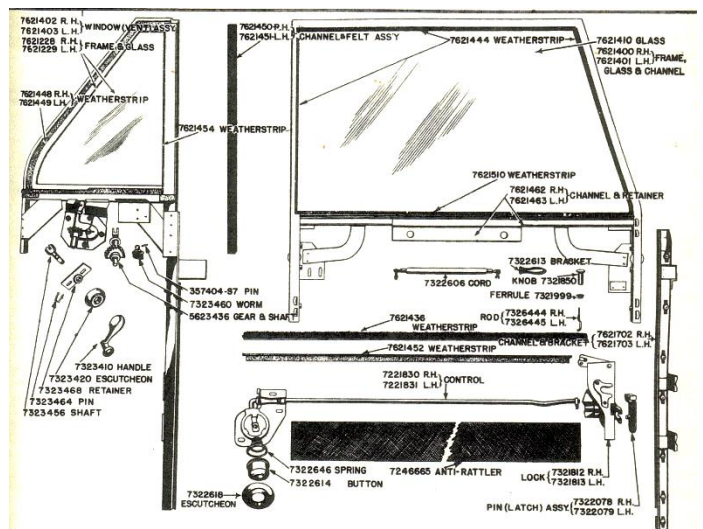 7621402 R.H.
7621403 L.H. WINDOW (VENT) ASSY.
7621228 R.H.
7621229 L.H. FRAME & GLASS
7621448 R.H.
7621449 L.H. WEATHERSTRIP
7621454 WEATHERSTRIP
7621450 R.H.
7621451 L.H. CHANNEL & FELT ASS'Y
7621444 WEATHERSTRIP
7621410 GLASS
7621400 R.H.
7621401 L.H. FRAME, GLASS & CHANNEL
7621510 WEATHERSTRIP
7621462 R.H.
7621463 L.H. CHANNEL & RETAINER
7322613 BRACKET
7322606 CORD
KNOB 7321850
FERRULE 7321999
ROD 7326444 R.H.
7326445 L.H.
357404-S7 PIN
7323460 WORM
5623436 GEAR & SHAFT
7621436
WEATHERSTRIP
CHANNEL & BRACKET 7621702 R.H.
7621703 L.H.
7621452 WEATHERSTRIP
7323410 HANDLE
7323420 ESCUTCHEON
7323468 RETAINER
7323464 PIN
7323456 SHAFT
7221830 R.H.
7221831 L.H. CONTROL
7322646 SPRING
7322614 BUTTON
7322618
ESCUTCHEON
7246665 ANTI-RATTLER
LOCK 7321812 R.H.
7321813 L.H.
PIN (LATCH) ASSY. 7322078 R.H.
7322079 L.H.